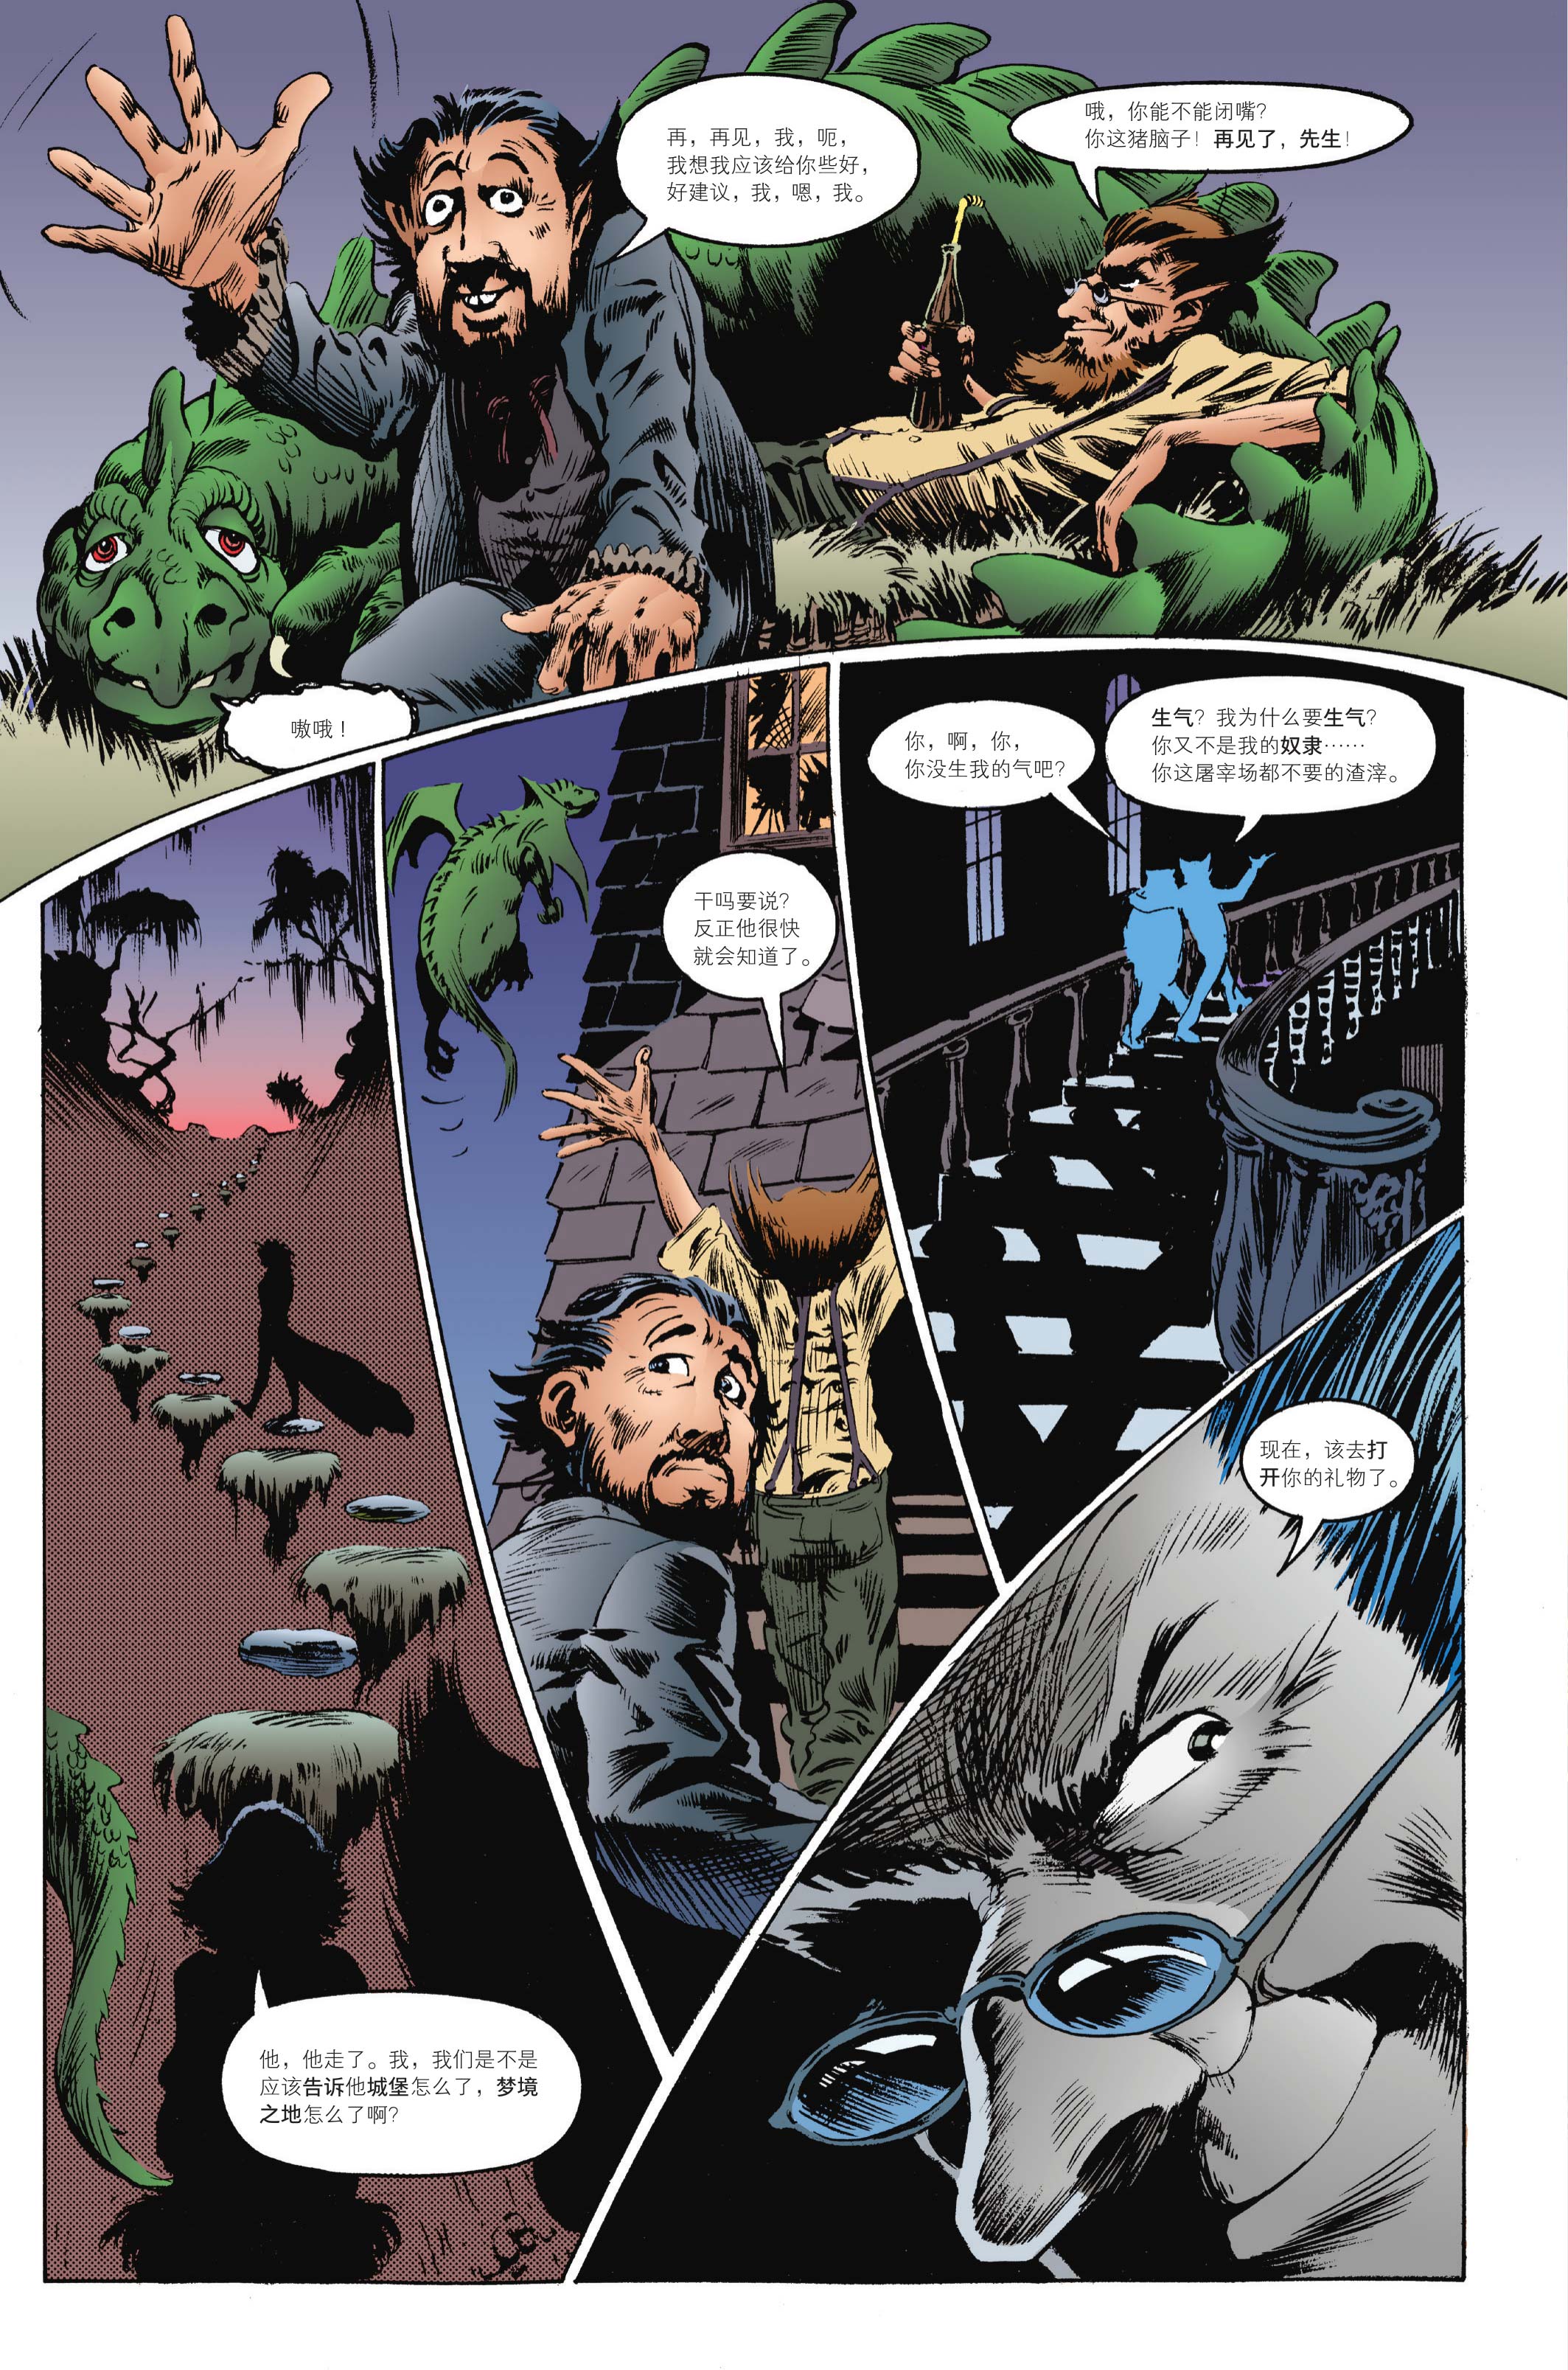 再，再见，我，呃，
我想我应该给你些好，
好建议，我，嗯，我。
哦，你能不能闭嘴？
你这猪脑子！再见了，先生！
嗷哦！
他，他走了。我，我们是不是
应该告诉他城堡怎么了，梦境
之地怎么了啊？
干吗要说？
反正他很快
就会知道了。
你，啊，你，
你没生我的气吧？
生气？我为什么要生气？
你又不是我的奴隶……
你这屠宰场都不要的渣滓。
现在，该去打
开你的礼物了。